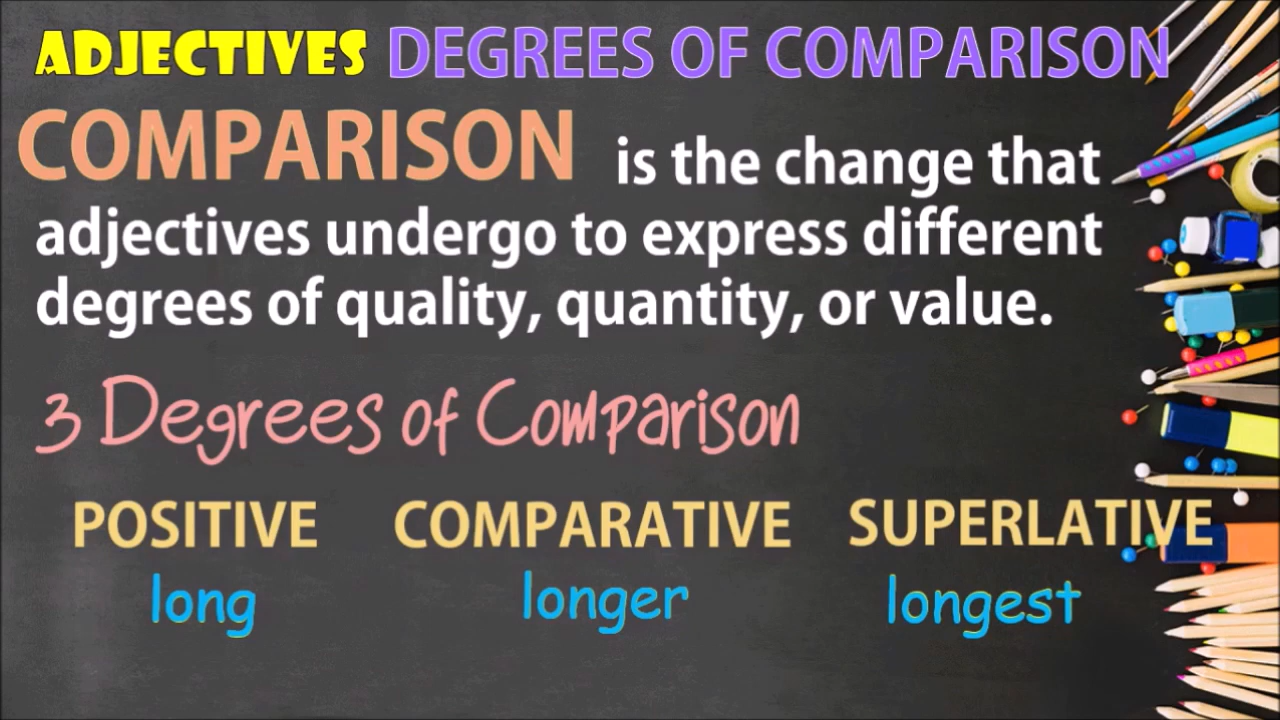 ADJECTIVES DEGREES OF COMPARISON
COMPARISON is the change that
adjectives undergo to express different
degrees of quality, quantity, or value.
3 Degrees of Comparison
POSITIVE COMPARATIVE SUPERLATIVE
long longer longest